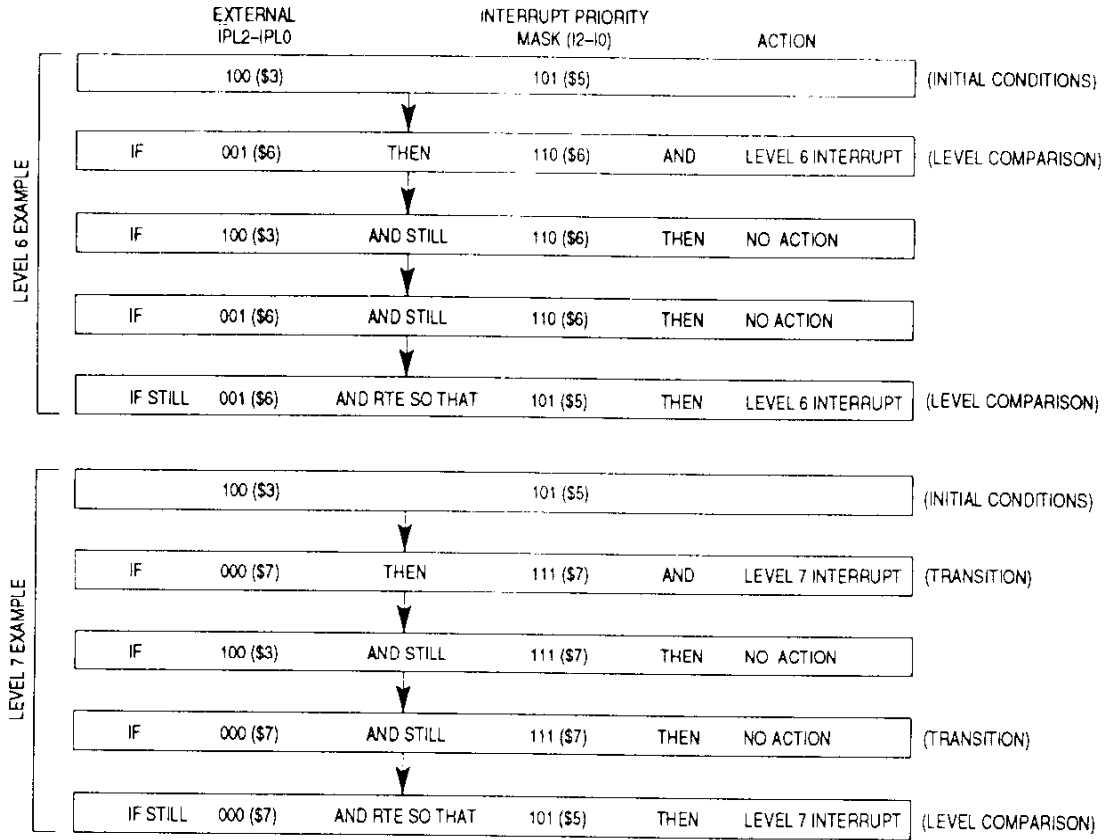 EXTERNAL INTERRUPT PRIORITY
IPL2–IPL0 MASK (I2–I0) ACTION
LEVEL 6 EXAMPLE
100 ($3) 101 ($5) (INITIAL CONDITIONS)
IF 001 ($6) THEN 110 ($6) AND LEVEL 6 INTERRUPT (LEVEL COMPARISON)
IF 100 ($3) AND STILL 110 ($6) THEN NO ACTION
IF 001 ($6) AND STILL 110 ($6) THEN NO ACTION
IF STILL 001 ($6) AND RTE SO THAT 101 ($5) THEN LEVEL 6 INTERRUPT (LEVEL COMPARISON)
LEVEL 7 EXAMPLE
100 ($3) 101 ($5) (INITIAL CONDITIONS)
IF 000 ($7) THEN 111 ($7) AND LEVEL 7 INTERRUPT (TRANSITION)
IF 100 ($3) AND STILL 111 ($7) THEN NO ACTION
IF 000 ($7) AND STILL 111 ($7) THEN NO ACTION (TRANSITION)
IF STILL 000 ($7) AND RTE SO THAT 101 ($5) THEN LEVEL 7 INTERRUPT (LEVEL COMPARISON)